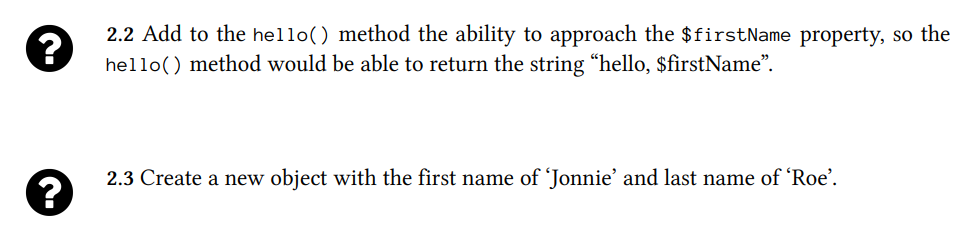 2.2 Add to the hello() method the ability to approach the $firstName property, so the
hello() method would be able to return the string “hello, $firstName”.
2.3 Create a new object with the first name of ‘Jonnie’ and last name of ‘Roe’.